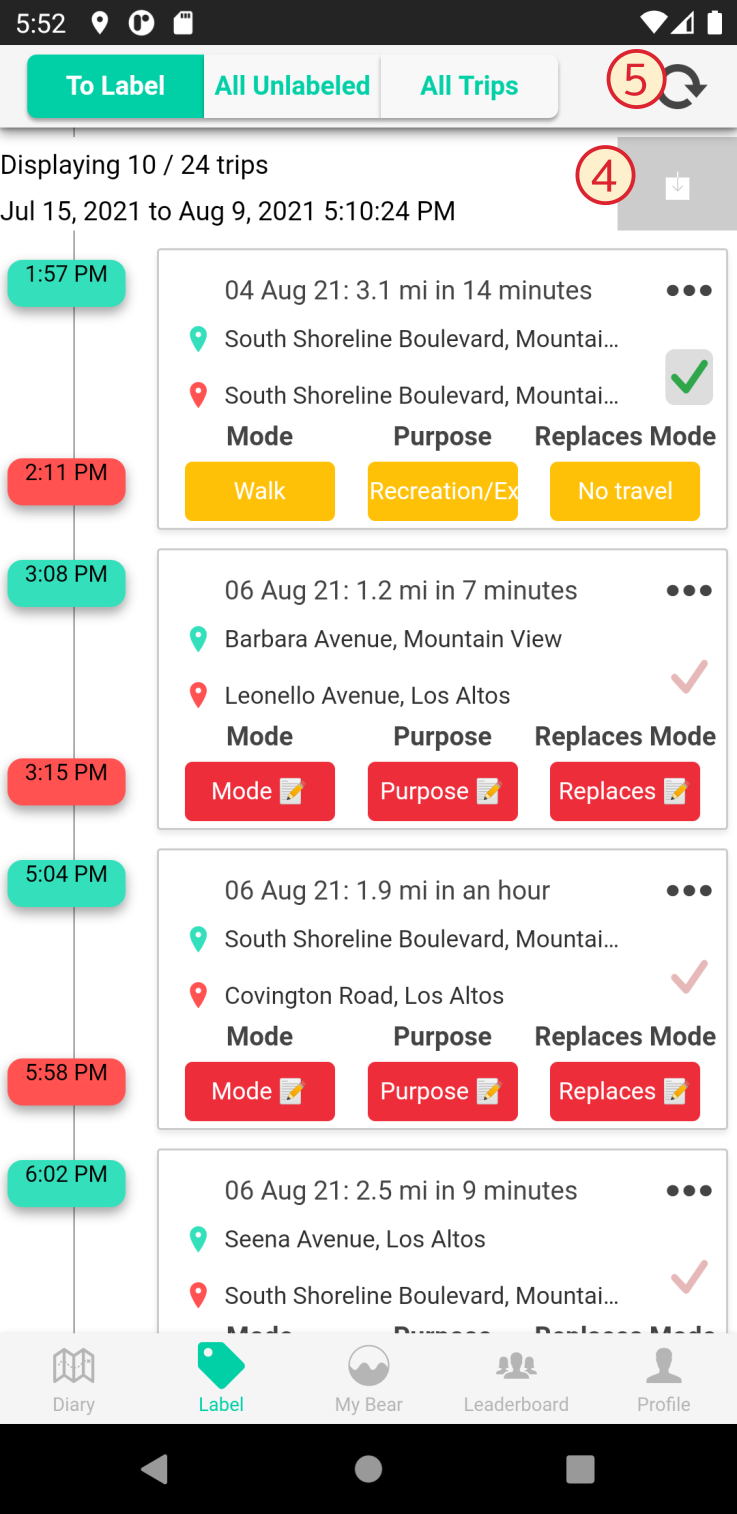 5:52
To Label
All Unlabeled
All Trips
5
Displaying 10 / 24 trips
4
Jul 15, 2021 to Aug 9, 2021 5:10:24 PM
1:57 PM
04 Aug 21: 3.1 mi in 14 minutes
South Shoreline Boulevard, Mountai...
South Shoreline Boulevard, Mountai...
Mode Purpose Replaces Mode
2:11 PM
Walk
Recreation/Ex
No travel
3:08 PM
06 Aug 21: 1.2 mi in 7 minutes
Barbara Avenue, Mountain View
Leonello Avenue, Los Altos
Mode Purpose Replaces Mode
3:15 PM
Mode 📝
Purpose 📝
Replaces 📝
5:04 PM
06 Aug 21: 1.9 mi in an hour
South Shoreline Boulevard, Mountai...
Covington Road, Los Altos
Mode Purpose Replaces Mode
5:58 PM
Mode 📝
Purpose 📝
Replaces 📝
6:02 PM
06 Aug 21: 2.5 mi in 9 minutes
Seena Avenue, Los Altos
South Shoreline Boulevard, Mountai...
Mode Purpose Replaces Mode
Diary
Label
My Bear
Leaderboard
Profile